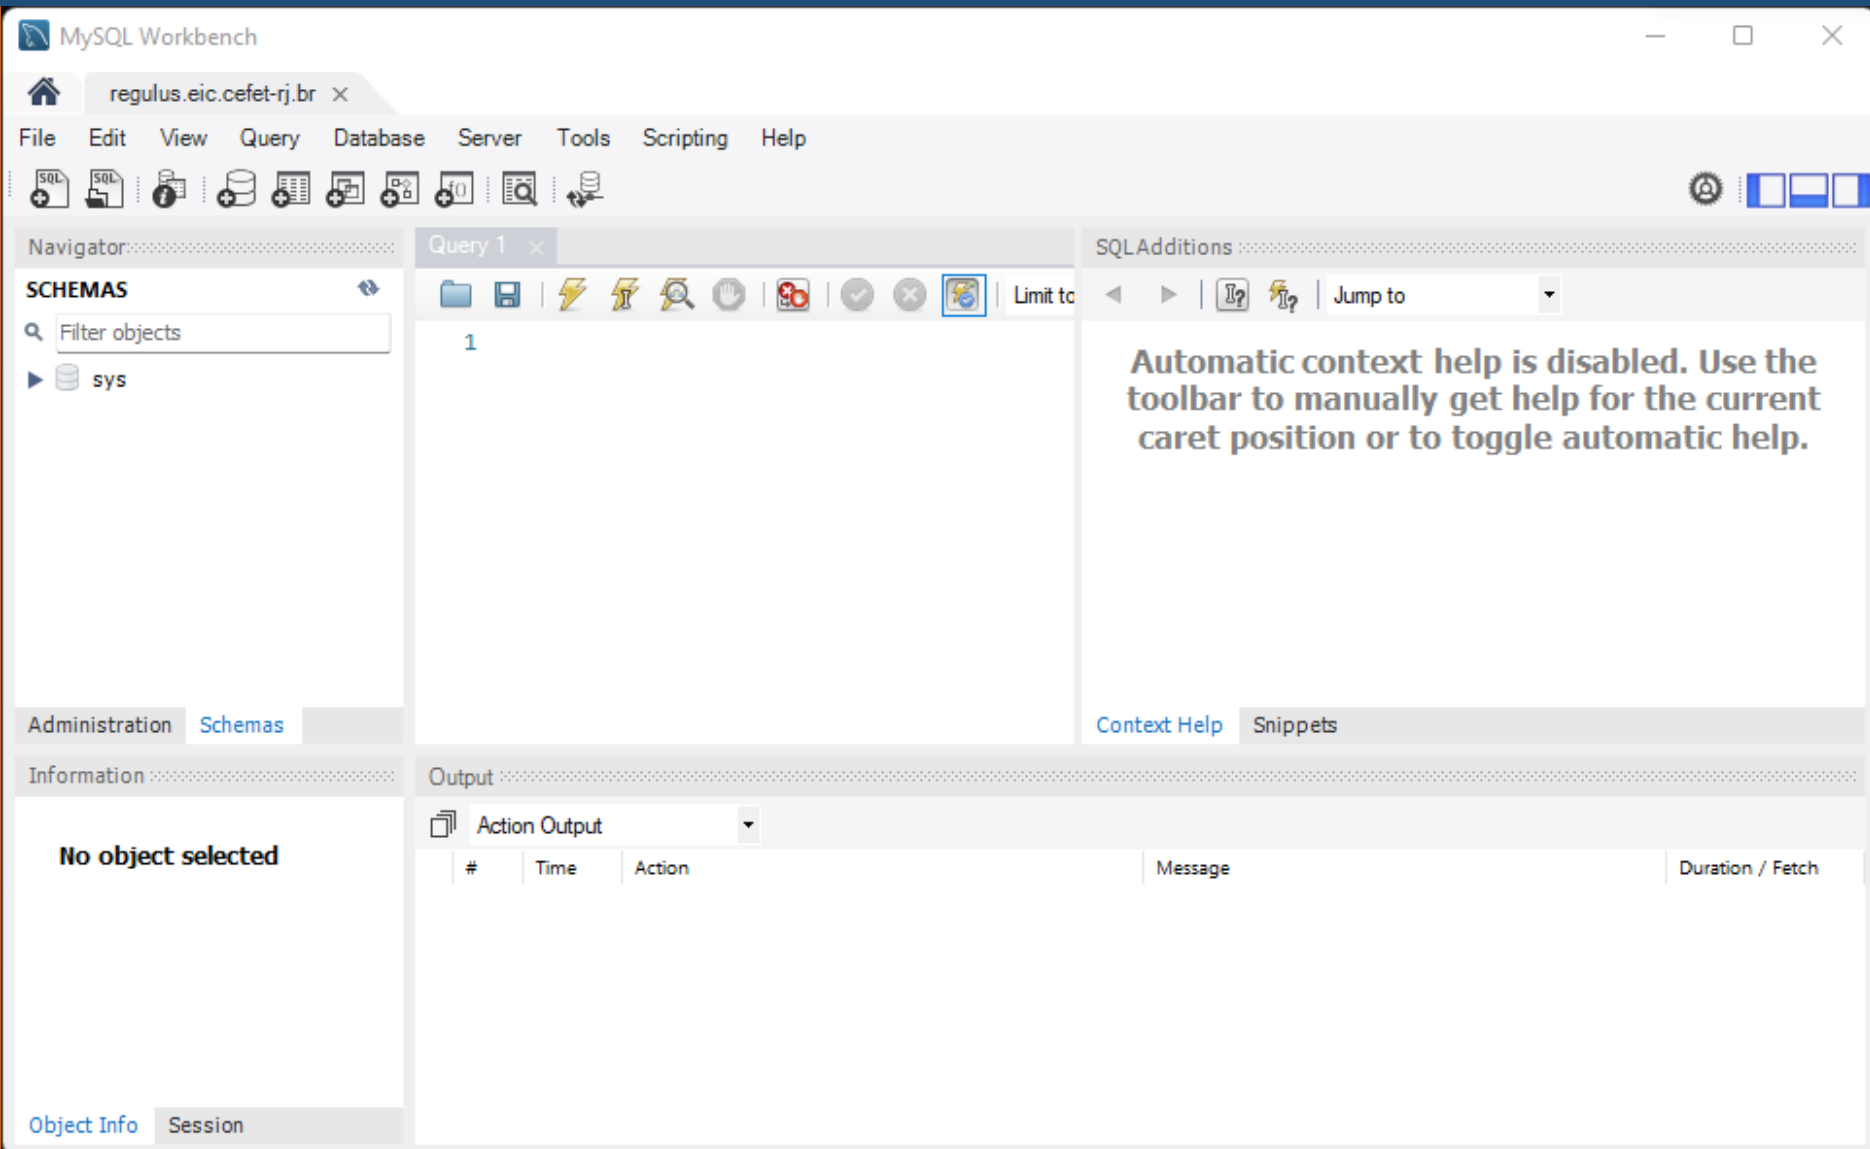 MySQL Workbench
regulus.eic.cefet-rj.br
File Edit View Query Database Server Tools Scripting Help
Navigator
SCHEMAS
Filter objects
sys
Administration Schemas
Query 1
Limit to
1
SQLAdditions
Jump to
Automatic context help is disabled. Use the
toolbar to manually get help for the current
caret position or to toggle automatic help.
Context Help Snippets
Information
No object selected
Object Info Session
Output
Action Output
# Time Action Message Duration / Fetch